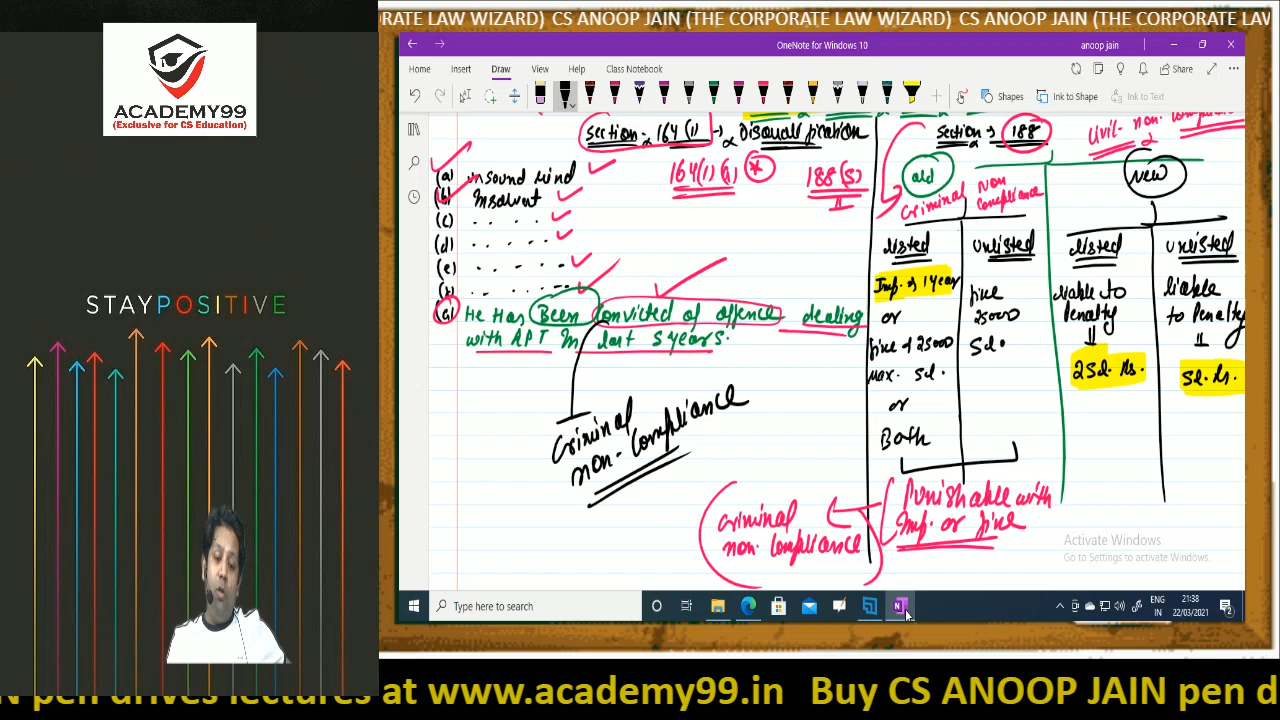 RATE LAW WIZARD) CS ANOOP JAIN (THE CORPORATE LAW WIZARD) CS ANOOP JAIN (THE CORPORATE LAW
ACADEMY99
(Exclusive for CS Education)
STAYPOSITIVE
OneNote for Windows 10
anoop jain
Home Insert Draw View Help Class Notebook
Share
Shapes
Ink to Shape
Ink to Text
Section: 164(1) → Disqualification
(a) unsound mind
(b) Insolvent
(c) . . . . .
(d) . . . . .
(e) . . . . .
He Has Been Convicted of offence dealing
with RPT in last 5 years.
164(1)(g) *
188(5)
Criminal
non-compliance
Section → 188
Civil non-
old
Criminal
Non
Compliance
New
Listed
Imp. of 1 year
or
fine of 25000
Max. 5L.
or
Both
Unlisted
fine
25000
5L.
Listed
liable to
Penalty
=
25L. Rs.
Unlisted
liable
to Penalty
=
5L. Rs.
Punishable with
Imp. or fine
Criminal
non-compliance
Activate Windows
Go to Settings to activate Windows.
Type here to search
ENG
IN
21:38
22/03/2021
2
pen drives lectures at www.academy99.in Buy CS ANOOP JAIN pen d